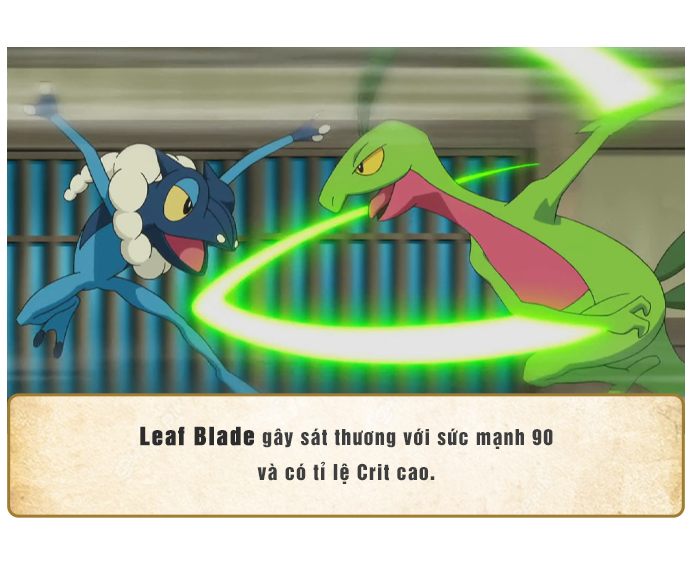 Leaf Blade gây sát thương với sức mạnh 90
và có tỉ lệ Crit cao.